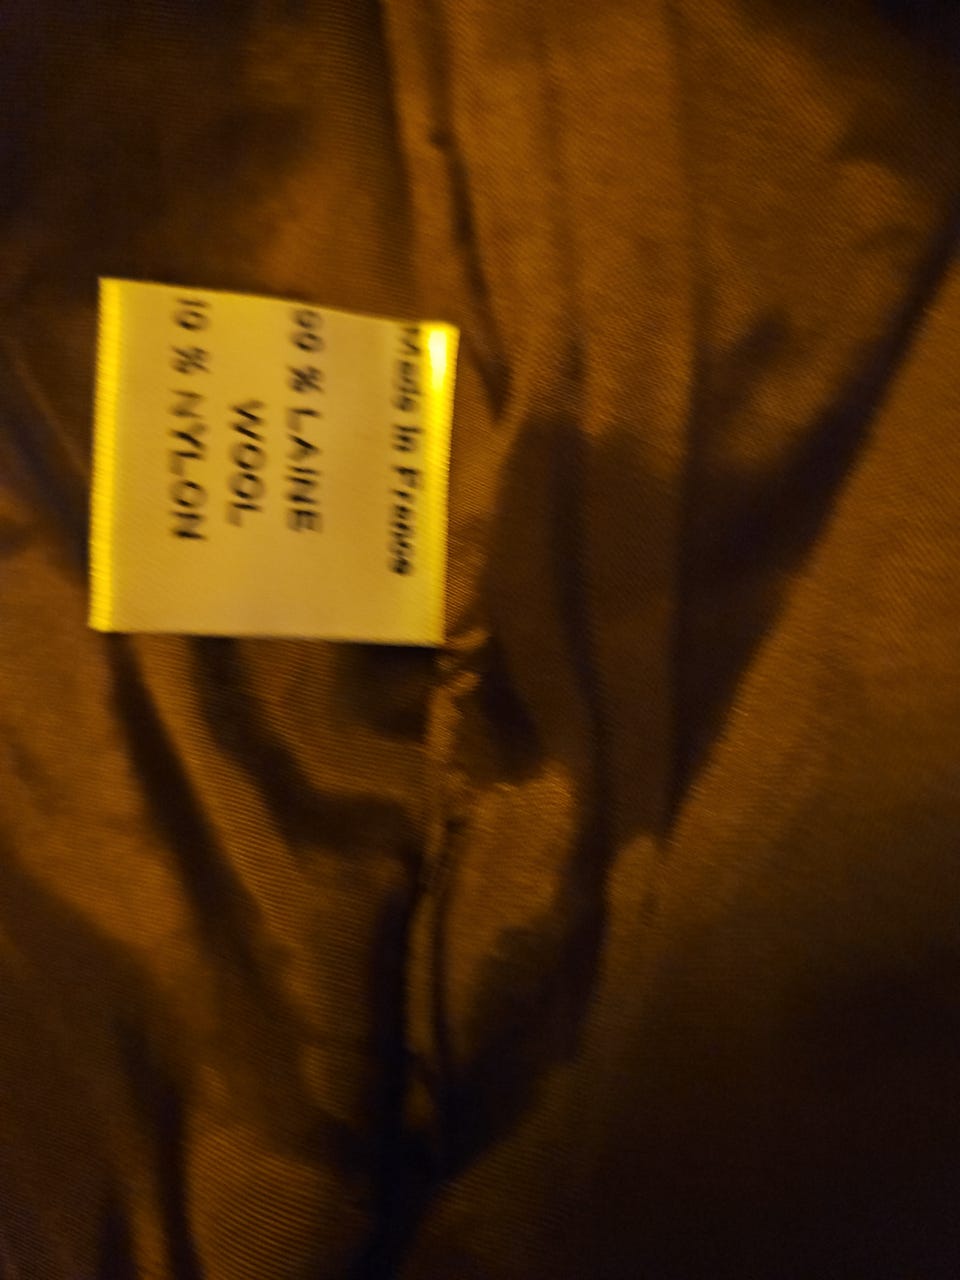 Made in France
90 % LAINE
WOOL
10 % NYLON